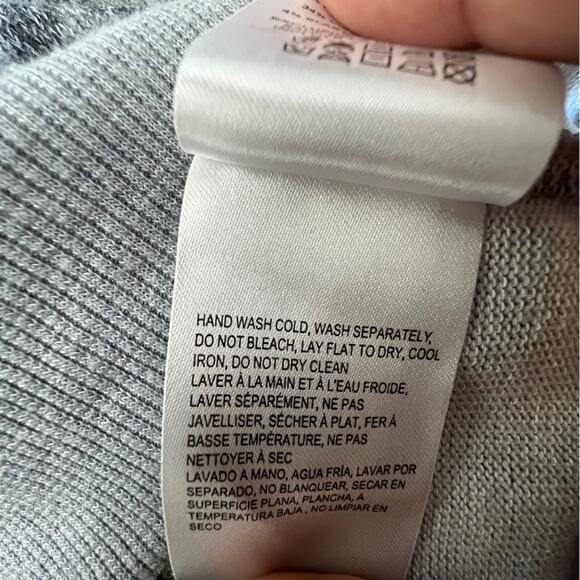 HAND WASH COLD, WASH SEPARATELY,
DO NOT BLEACH, LAY FLAT TO DRY, COOL
IRON, DO NOT DRY CLEAN
LAVER À LA MAIN ET À L'EAU FROIDE,
LAVER SÉPARÉMENT, NE PAS
JAVELLISER, SÉCHER À PLAT, FER À
BASSE TEMPÉRATURE, NE PAS
NETTOYER À SEC
LAVADO A MANO, AGUA FRÍA, LAVAR POR
SEPARADO, NO BLANQUEAR, SECAR EN
SUPERFICIE PLANA, PLANCHA, A
TEMPERATURA BAJA , NO LIMPIAR EN
SECO